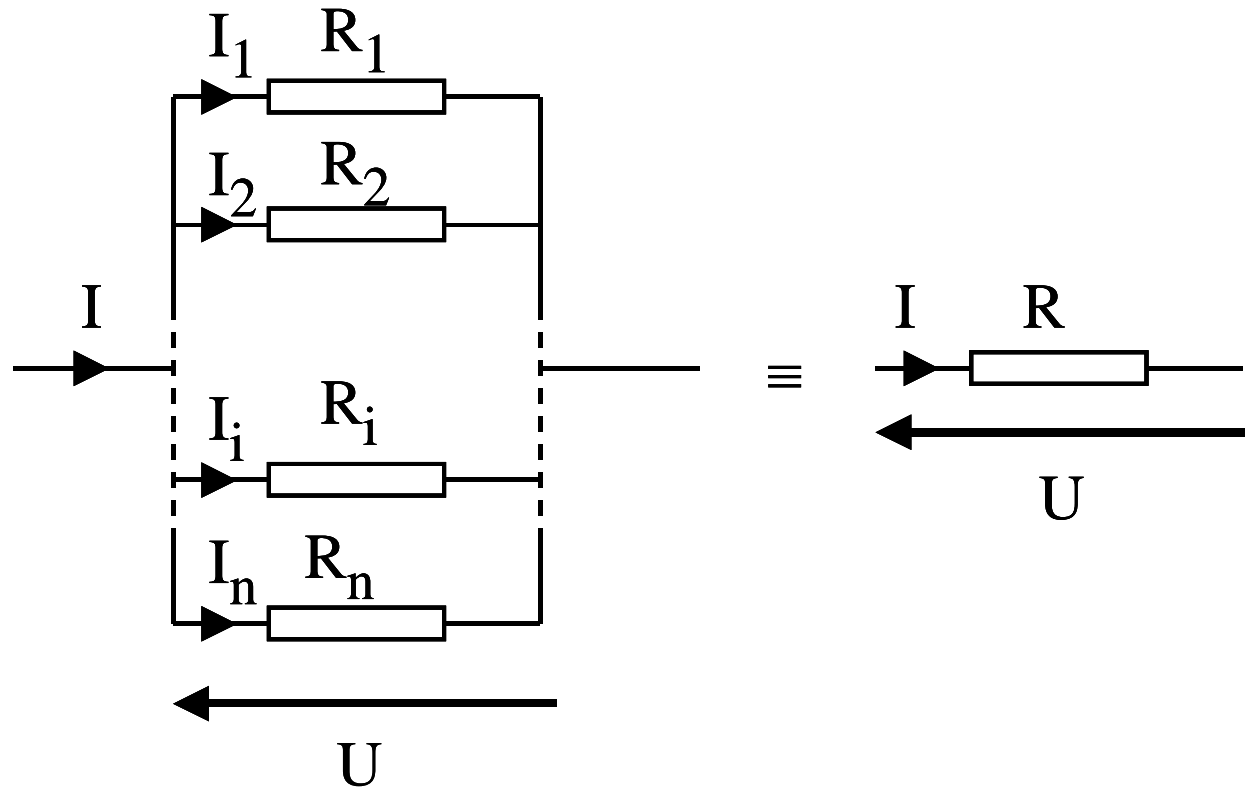 I₁ R₁
I₂ R₂
I
Iᵢ Rᵢ
Iₙ Rₙ
U
≡
I R
U